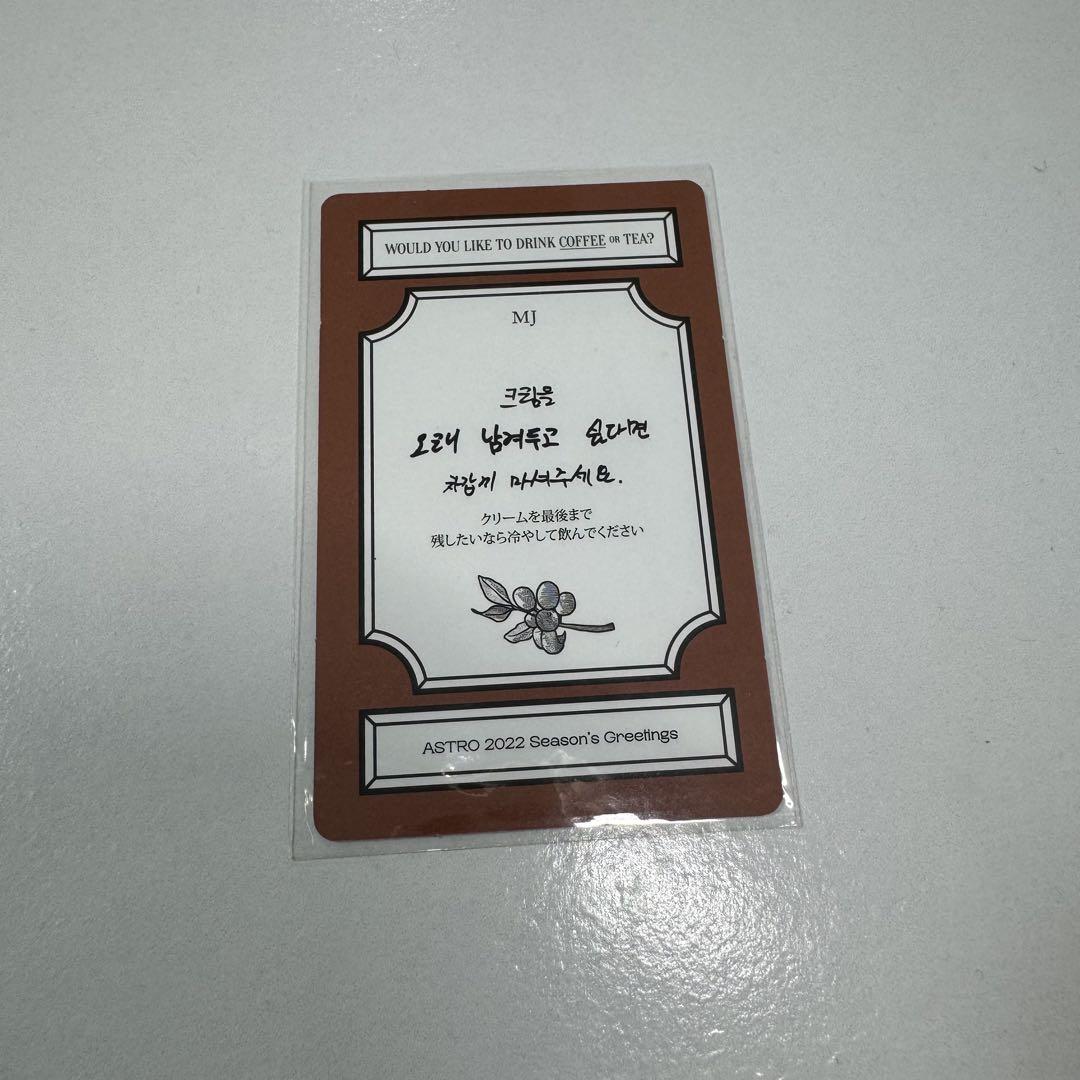 WOULD YOU LIKE TO DRINK COFFEE OR TEA?
MJ
크림을
오래 남겨두고 싶다면
차갑게 마셔주세요.
クリームを最後まで
残したいなら冷やして飲んでください
ASTRO 2022 Season's Greetings